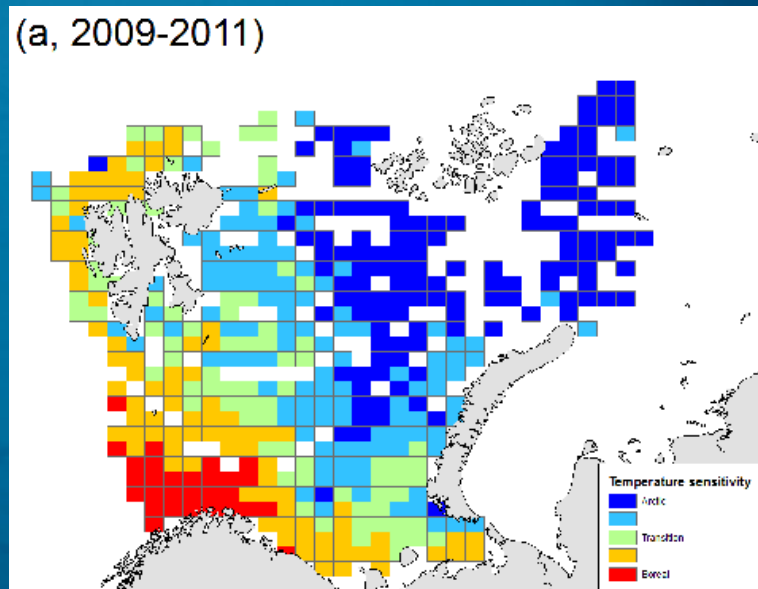 (a, 2009-2011)
Temperature sensitivity
Arctic
Transition
Boreal